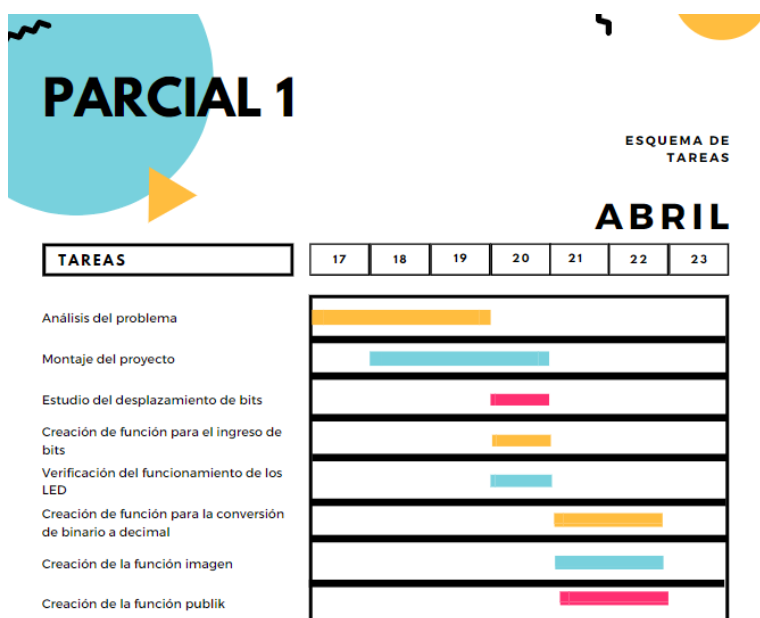 PARCIAL 1
ESQUEMA DE
TAREAS
ABRIL
TAREAS 17 18 19 20 21 22 23
Análisis del problema
Montaje del proyecto
Estudio del desplazamiento de bits
Creación de función para el ingreso de
bits
Verificación del funcionamiento de los
LED
Creación de función para la conversión
de binario a decimal
Creación de la función imagen
Creación de la función publik